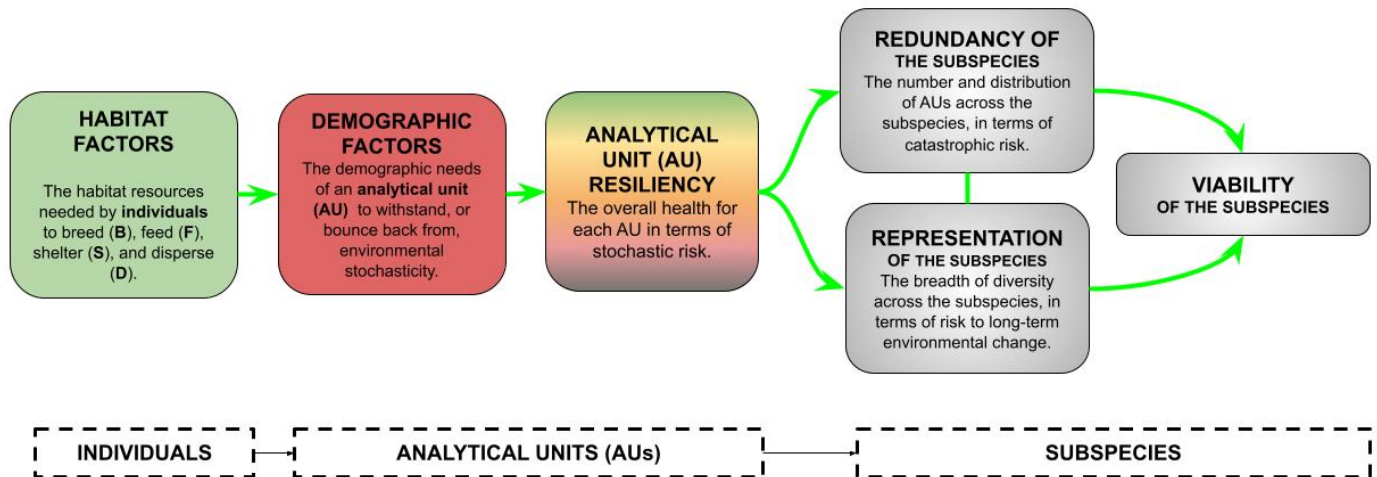 HABITAT
FACTORS
The habitat resources
needed by individuals
to breed (B), feed (F),
shelter (S), and disperse
(D).
DEMOGRAPHIC
FACTORS
The demographic needs
of an analytical unit
(AU) to withstand, or
bounce back from,
environmental
stochasticity.
ANALYTICAL
UNIT (AU)
RESILIENCY
The overall health for
each AU in terms of
stochastic risk.
REDUNDANCY OF
THE SUBSPECIES
The number and distribution
of AUs across the
subspecies, in terms of
catastrophic risk.
REPRESENTATION
OF THE SUBSPECIES
The breadth of diversity
across the subspecies, in
terms of risk to long-term
environmental change.
VIABILITY
OF THE SUBSPECIES
INDIVIDUALS
ANALYTICAL UNITS (AUs)
SUBSPECIES